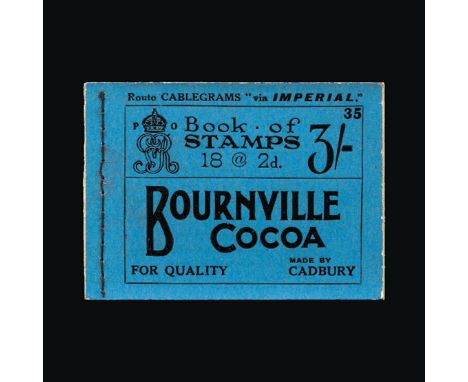 Route CABLEGRAMS "via IMPERIAL."
35
P O Book · of
STAMPS 3/-
18 @ 2d.
BOURNVILLE
COCOA
MADE BY
FOR QUALITY CADBURY